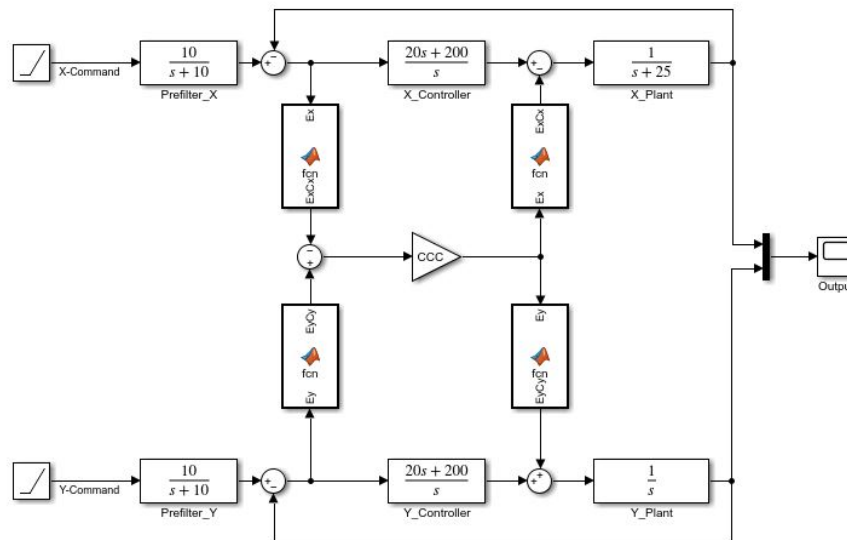 X-Command
10
s + 10
Prefilter_X
+
−
20s + 200
s
X_Controller
+
−
1
s + 25
X_Plant
Ex
fcn
ExCx
ExCx
fcn
Ex
−
+
CCC
Output
EyCy
fcn
Ey
Ey
fcn
EyCy
Y-Command
10
s + 10
Prefilter_Y
+
−
20s + 200
s
Y_Controller
+
+
1
s
Y_Plant